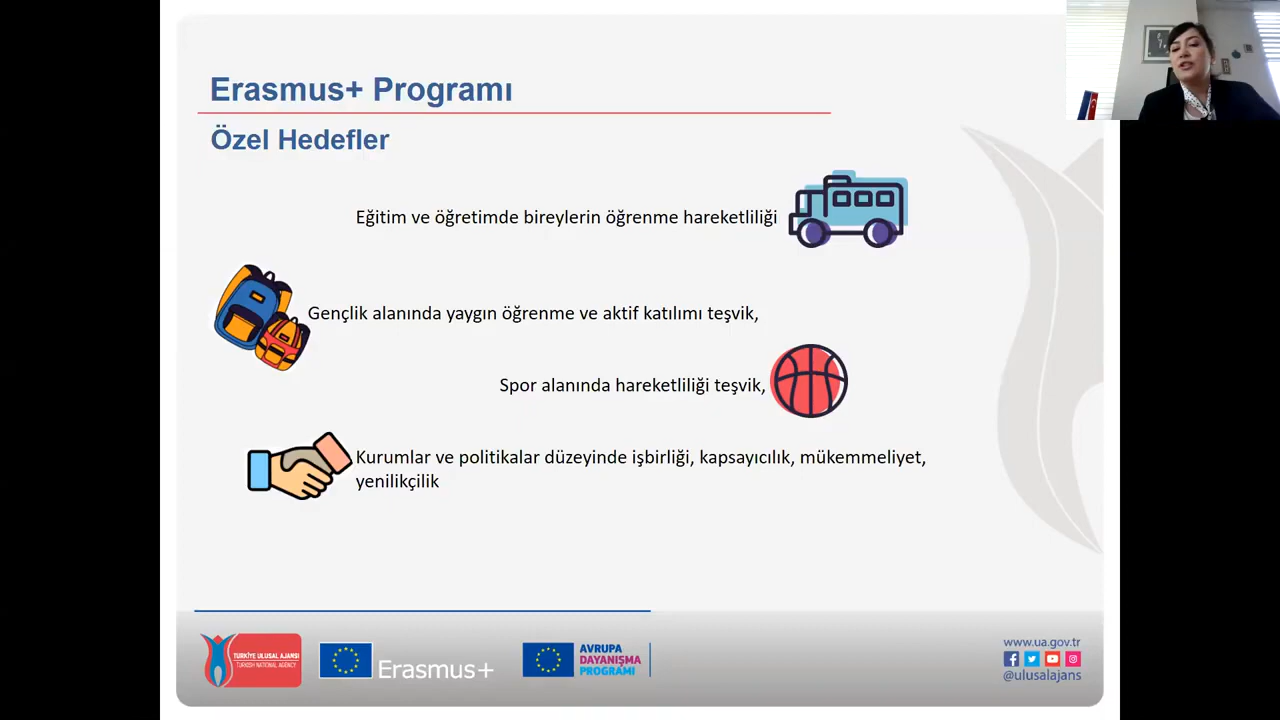 Erasmus+ Programı
Özel Hedefler
Eğitim ve öğretimde bireylerin öğrenme hareketliliği
Gençlik alanında yaygın öğrenme ve aktif katılımı teşvik,
Spor alanında hareketliliği teşvik,
Kurumlar ve politikalar düzeyinde işbirliği, kapsayıcılık, mükemmeliyet,
yenilikçilik
TÜRKİYE ULUSAL AJANSI
TURKISH NATIONAL AGENCY
Erasmus+
AVRUPA
DAYANIŞMA
PROGRAMI
www.ua.gov.tr
@ulusalajans